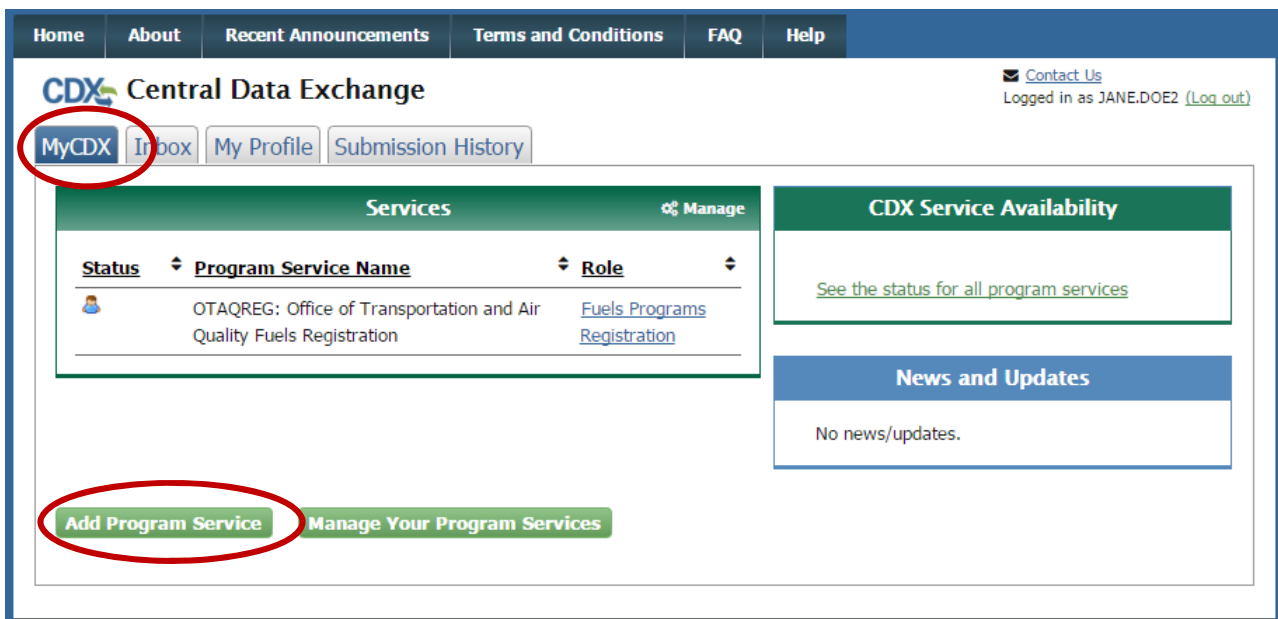 Home About Recent Announcements Terms and Conditions FAQ Help
CDX Central Data Exchange
Contact Us
Logged in as JANE.DOE2 (Log out)
MyCDX Inbox My Profile Submission History
Services Manage
Status Program Service Name Role
OTAQREG: Office of Transportation and Air Fuels Programs
Quality Fuels Registration Registration
CDX Service Availability
See the status for all program services
News and Updates
No news/updates.
Add Program Service Manage Your Program Services